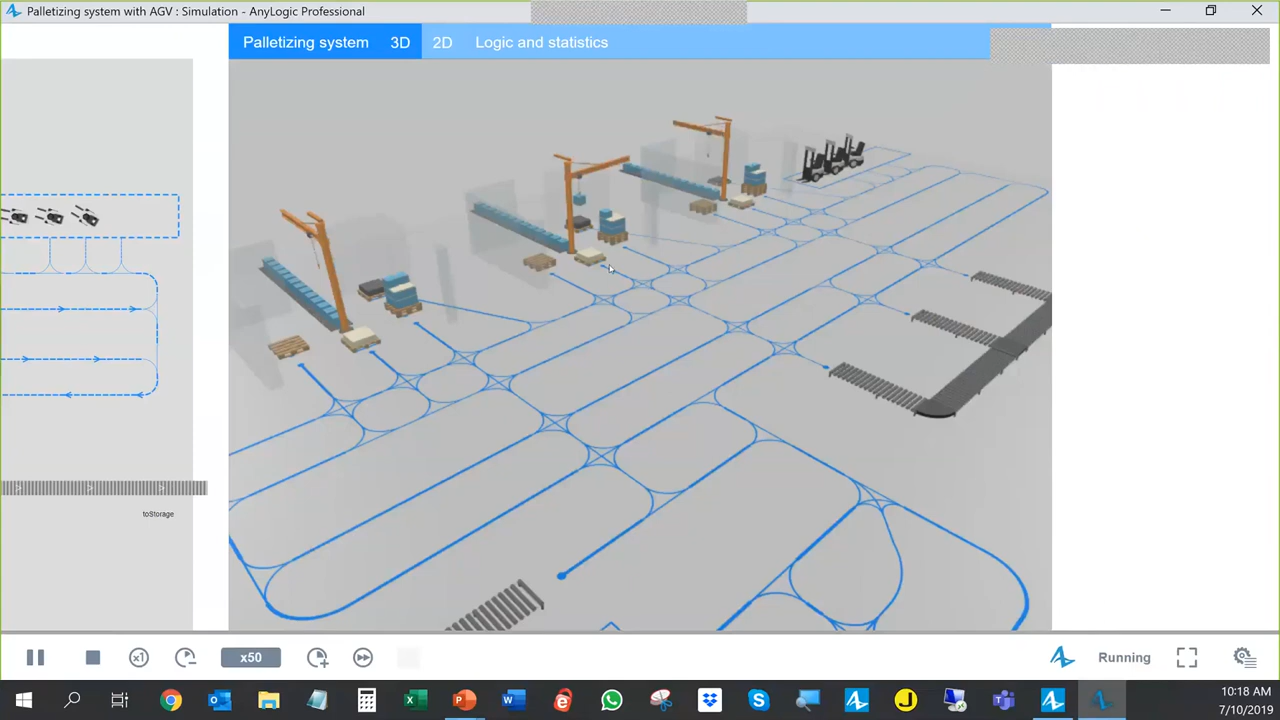 Palletizing system with AGV : Simulation - AnyLogic Professional
Palletizing system 3D 2D Logic and statistics
toStorage
x1 x50 Running
10:18 AM
7/10/2019